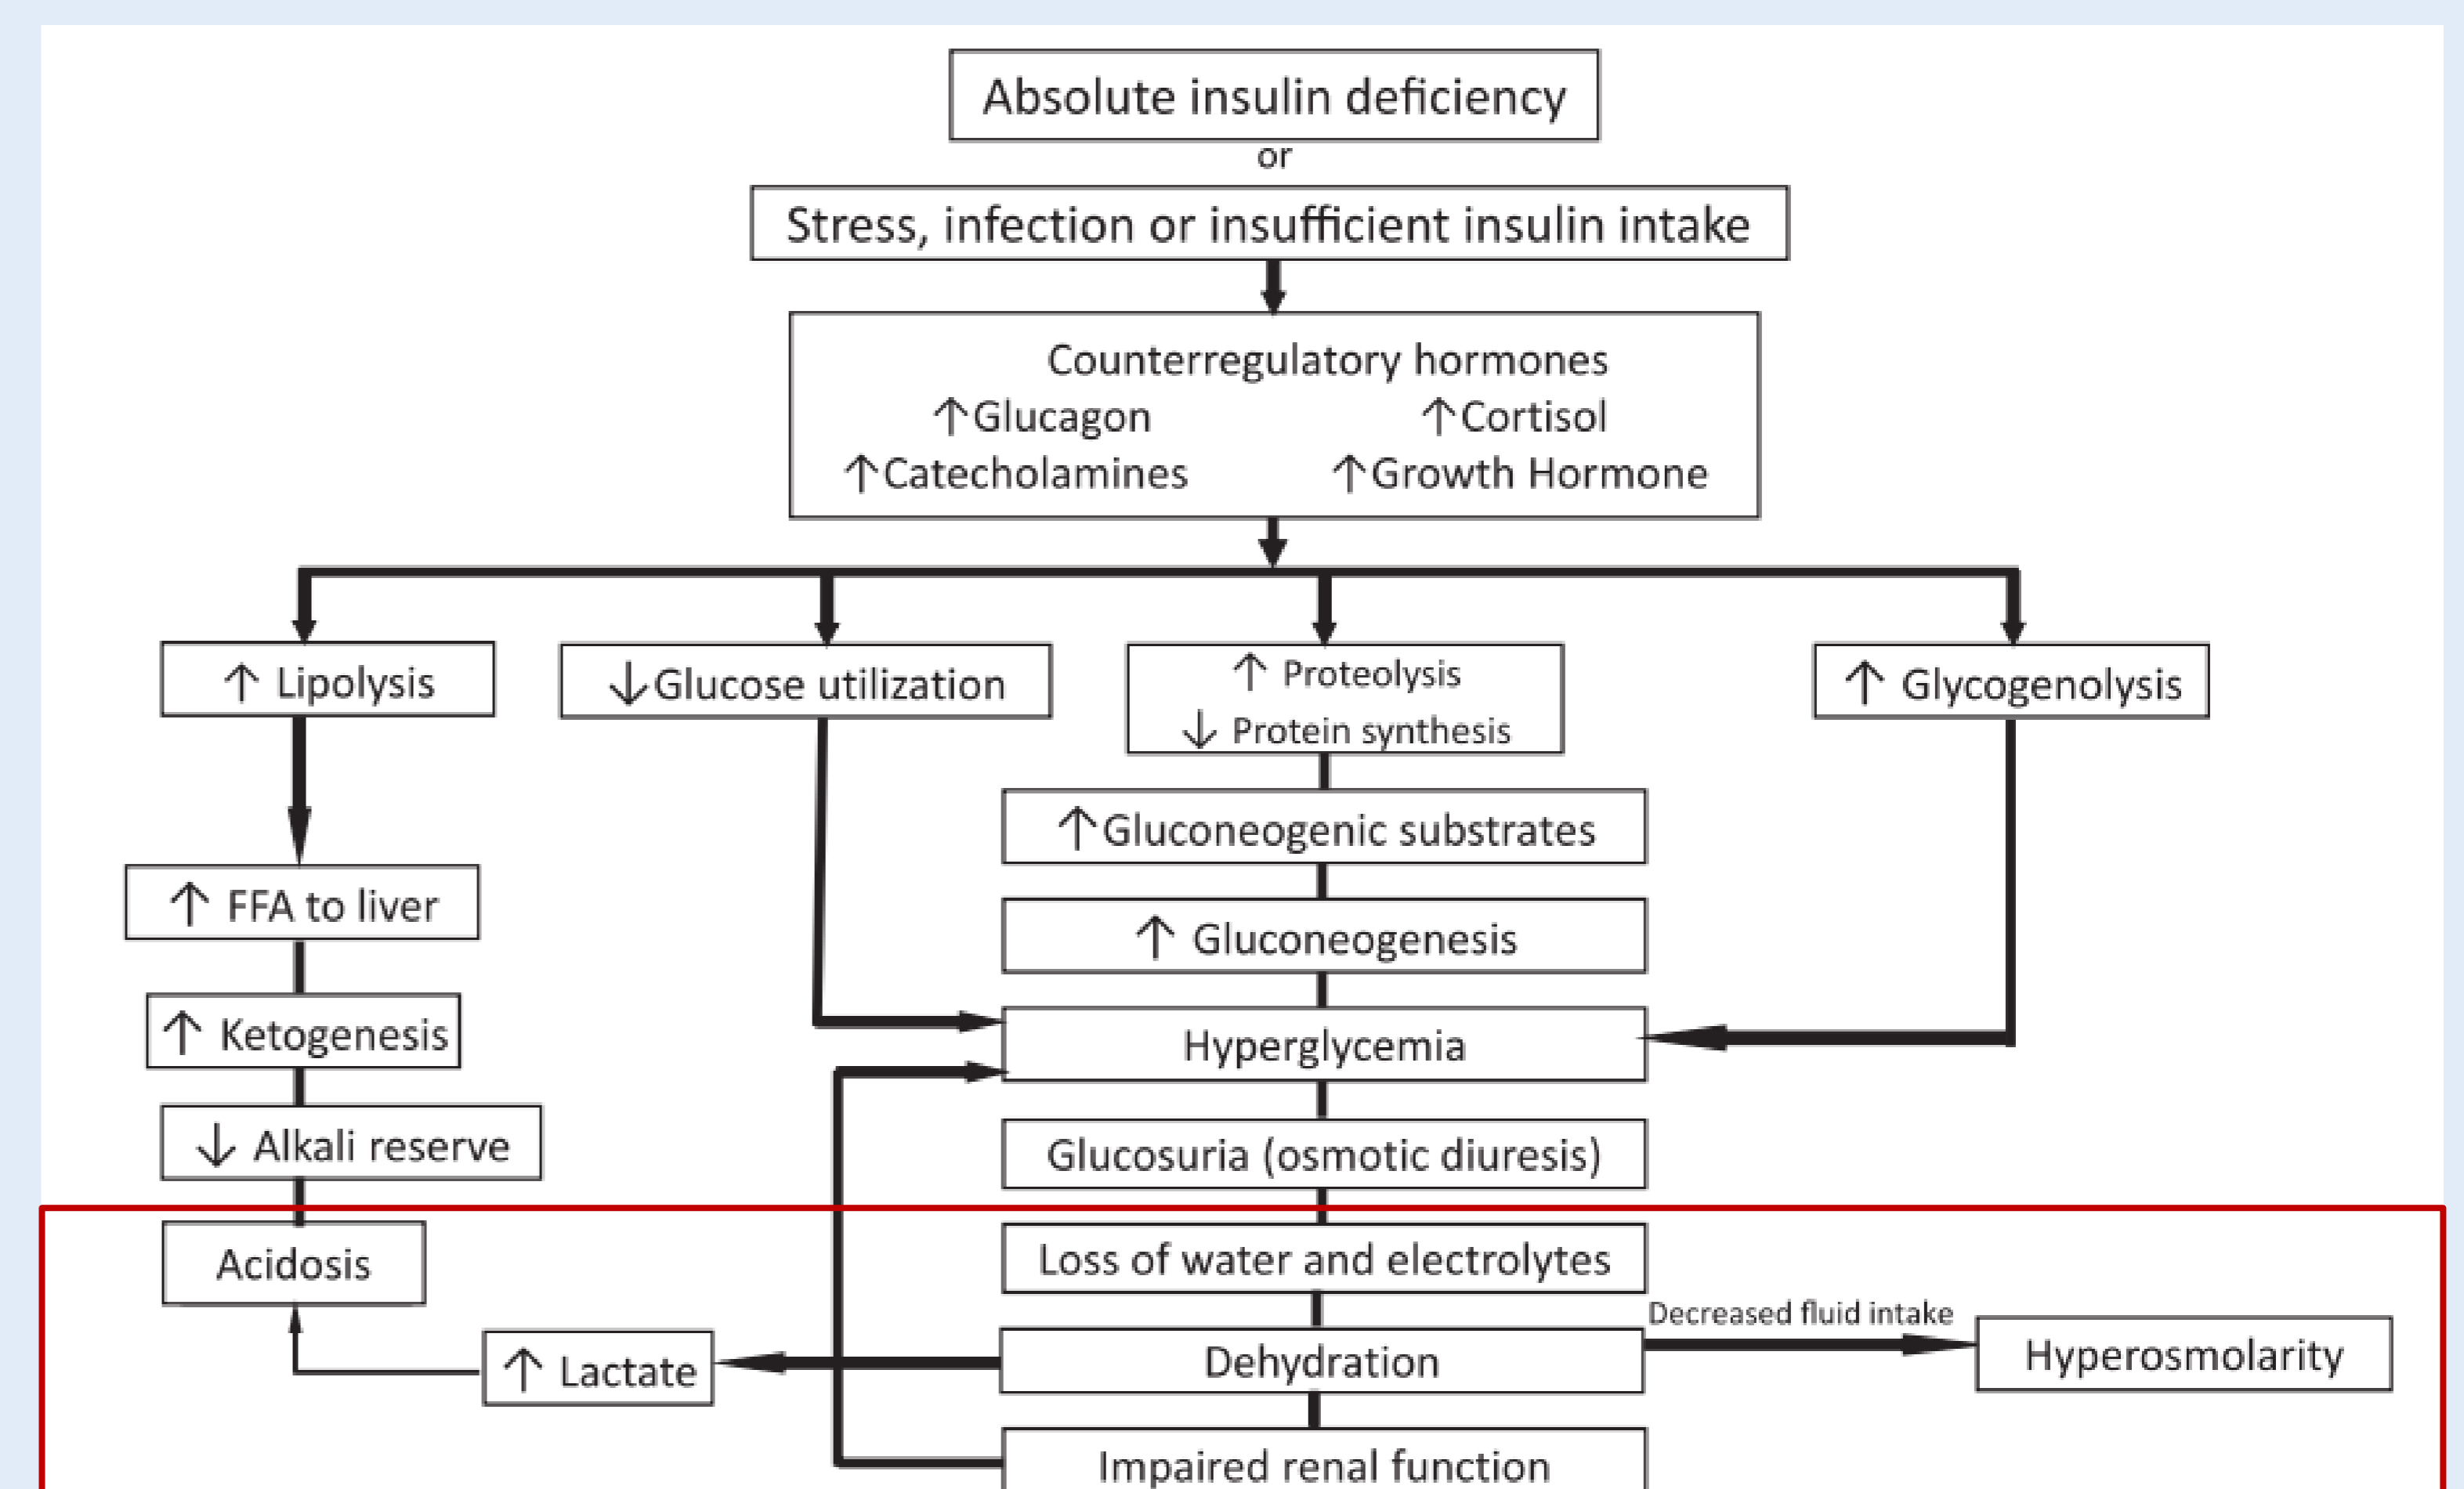 Absolute insulin deficiency
or
Stress, infection or insufficient insulin intake
Counterregulatory hormones
↑Glucagon ↑Cortisol
↑Catecholamines ↑Growth Hormone
↑ Lipolysis
↓Glucose utilization
↑ Proteolysis
↓ Protein synthesis
↑ Glycogenolysis
↑Gluconeogenic substrates
↑ FFA to liver
↑ Gluconeogenesis
↑ Ketogenesis
Hyperglycemia
↓ Alkali reserve
Glucosuria (osmotic diuresis)
Acidosis
Loss of water and electrolytes
Decreased fluid intake
↑ Lactate
Dehydration
Hyperosmolarity
Impaired renal function